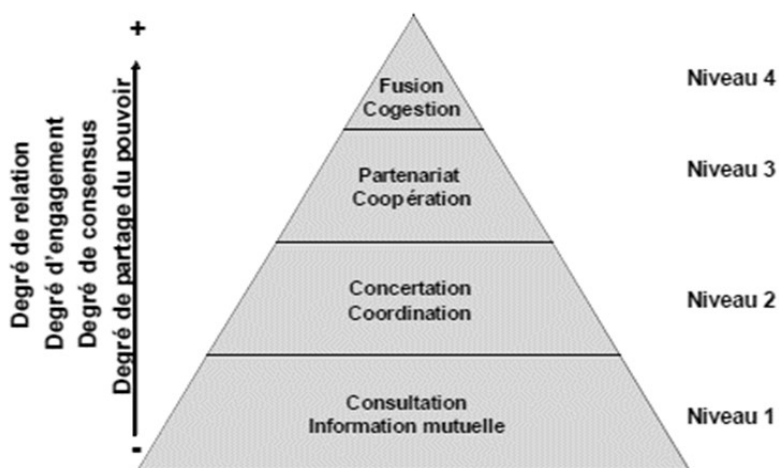 +
Degré de relation
Degré d'engagement
Degré de consensus
Degré de partage du pouvoir
-
Fusion
Cogestion
Niveau 4
Partenariat
Coopération
Niveau 3
Concertation
Coordination
Niveau 2
Consultation
Information mutuelle
Niveau 1